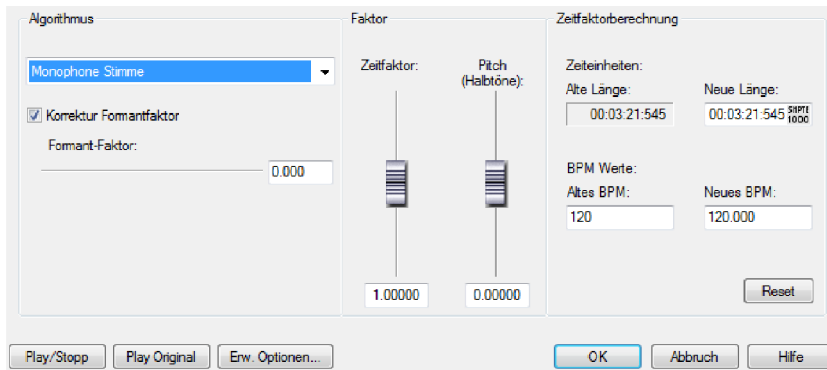 Algorithmus
Monophone Stimme
Korrektur Formantfaktor
Formant-Faktor:
0.000
Faktor
Zeitfaktor:
Pitch
(Halbtöne):
1.00000
0.00000
Zeitfaktorberechnung
Zeiteinheiten:
Alte Länge:
Neue Länge:
00:03:21:545
00:03:21:545
SMPTE
1000
BPM Werte:
Altes BPM:
Neues BPM:
120
120.000
Reset
Play/Stopp
Play Original
Erw. Optionen...
OK
Abbruch
Hilfe